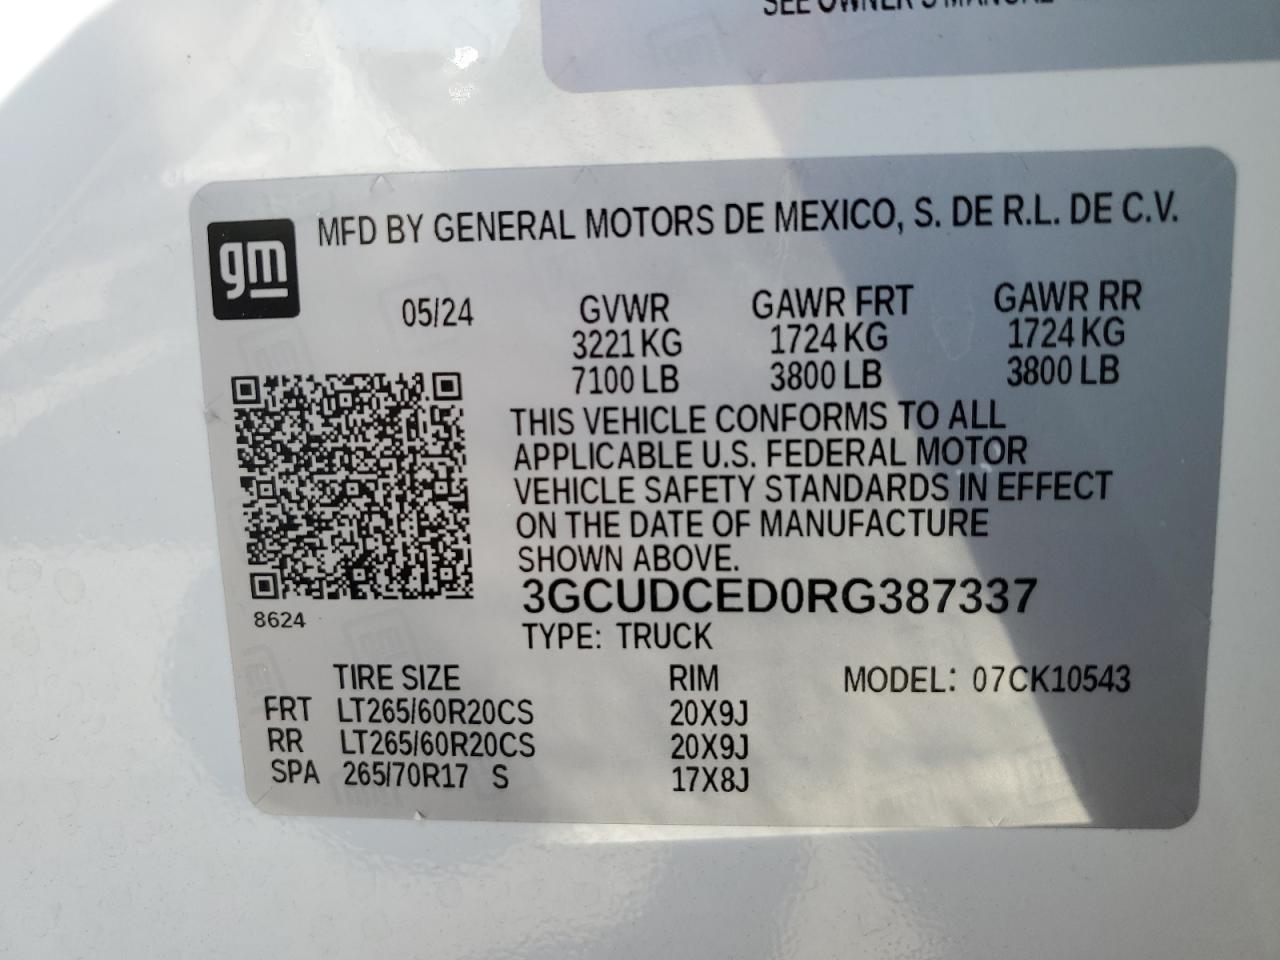 SEE OWNER'S MANUAL
gm
MFD BY GENERAL MOTORS DE MEXICO, S. DE R.L. DE C.V.
05/24 GVWR GAWR FRT GAWR RR
3221 KG 1724 KG 1724 KG
7100 LB 3800 LB 3800 LB
THIS VEHICLE CONFORMS TO ALL
APPLICABLE U.S. FEDERAL MOTOR
VEHICLE SAFETY STANDARDS IN EFFECT
ON THE DATE OF MANUFACTURE
SHOWN ABOVE.
3GCUDCED0RG387337
8624
TYPE: TRUCK
TIRE SIZE RIM MODEL: 07CK10543
FRT LT265/60R20CS 20X9J
RR LT265/60R20CS 20X9J
SPA 265/70R17 S 17X8J